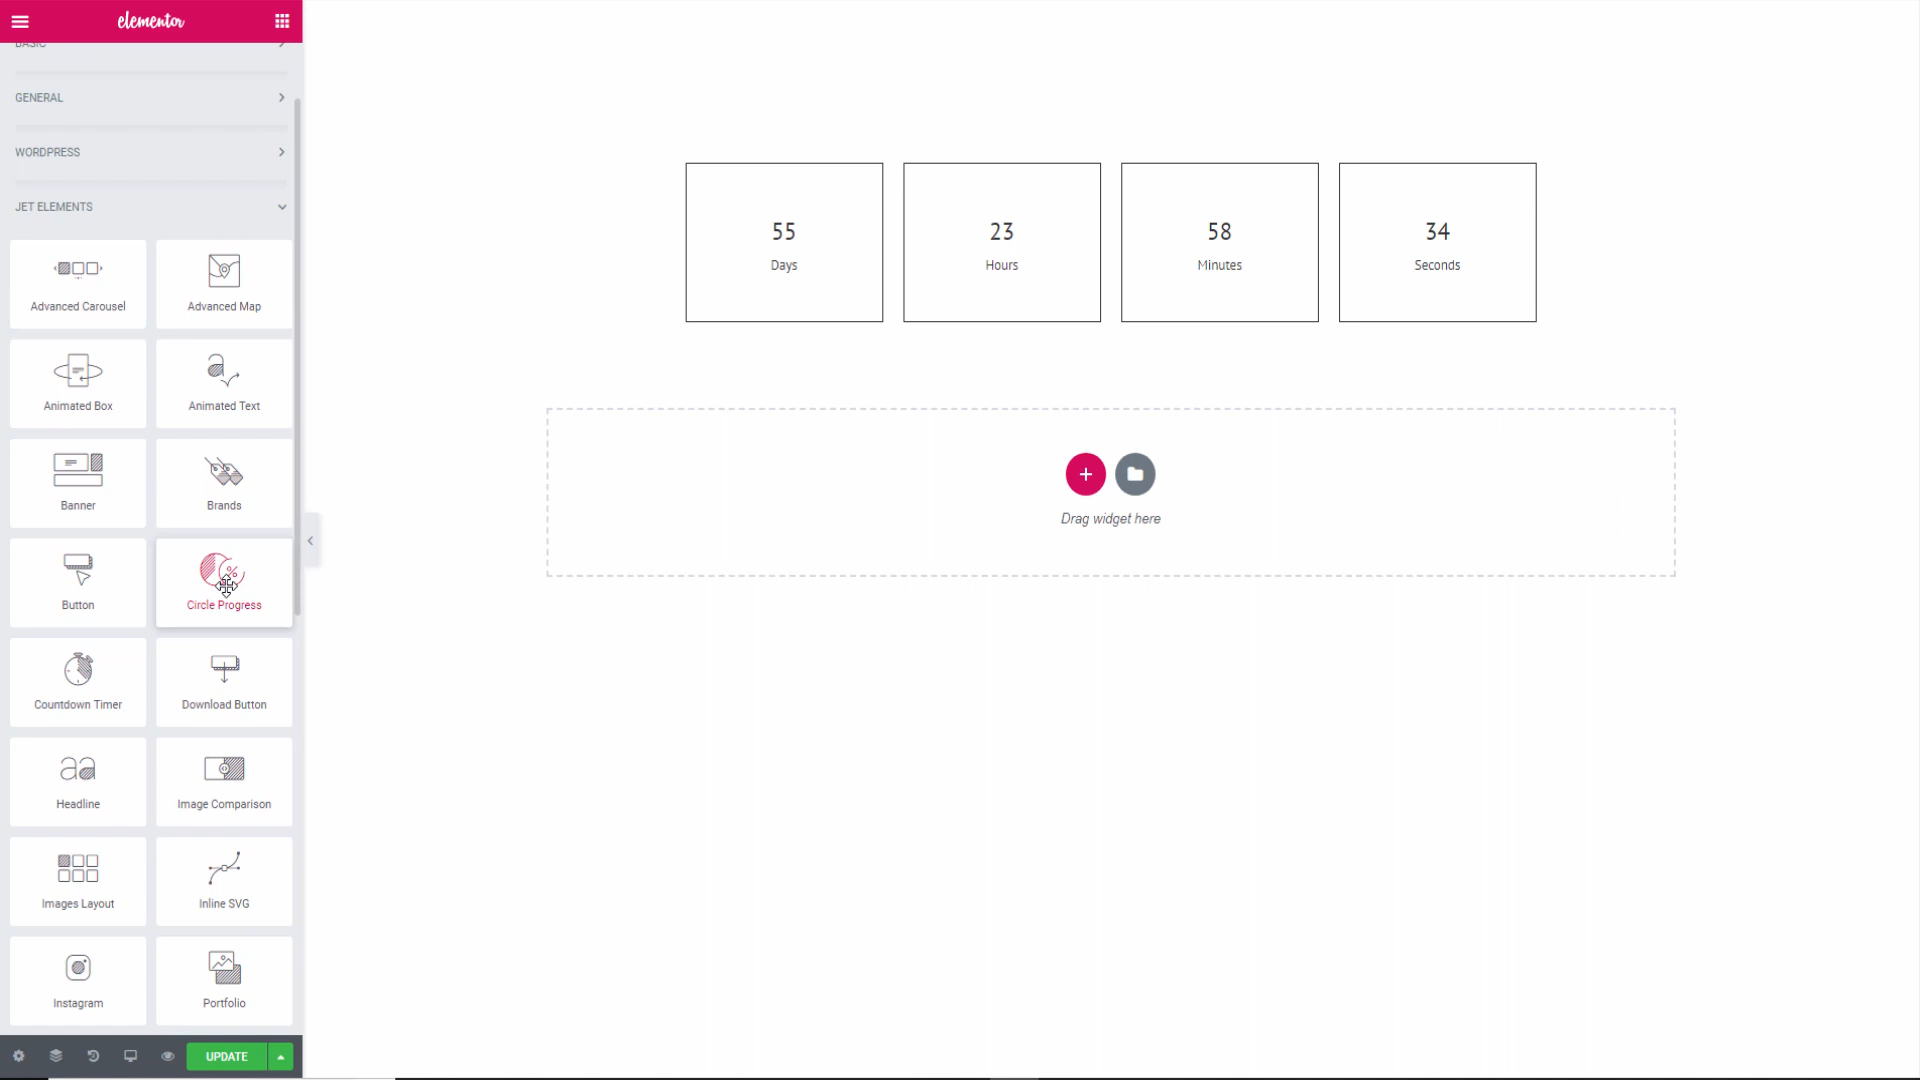 elementor
BASIC
GENERAL
WORDPRESS
JET ELEMENTS
Advanced Carousel
Advanced Map
Animated Box
Animated Text
Banner
Brands
Button
Circle Progress
Countdown Timer
Download Button
Headline
Image Comparison
Images Layout
Inline SVG
Instagram
Portfolio
UPDATE
55
23
58
34
Days
Hours
Minutes
Seconds
Drag widget here